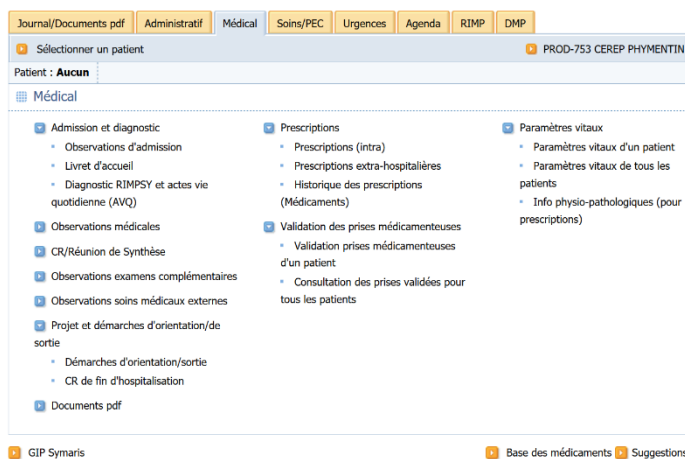 Journal/Documents pdf Administratif Médical Soins/PEC Urgences Agenda RIMP DMP
Sélectionner un patient PROD-753 CEREP PHYMENTIN
Patient : Aucun
Médical
Admission et diagnostic
Observations d'admission
Livret d'accueil
Diagnostic RIMPSY et actes vie
quotidienne (AVQ)
Observations médicales
CR/Réunion de Synthèse
Observations examens complémentaires
Observations soins médicaux externes
Projet et démarches d'orientation/de
sortie
Démarches d'orientation/sortie
CR de fin d'hospitalisation
Documents pdf
Prescriptions
Prescriptions (intra)
Prescriptions extra-hospitalières
Historique des prescriptions
(Médicaments)
Validation des prises médicamenteuses
Validation prises médicamenteuses
d'un patient
Consultation des prises validées pour
tous les patients
Paramètres vitaux
Paramètres vitaux d'un patient
Paramètres vitaux de tous les
patients
Info physio-pathologiques (pour
prescriptions)
GIP Symaris Base des médicaments Suggestions